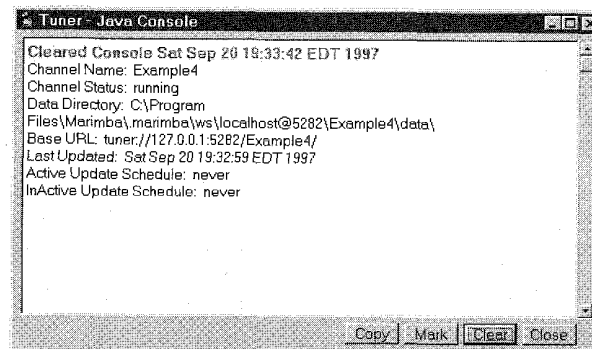 Tuner - Java Console
Cleared Console Sat Sep 20 19:33:42 EDT 1997
Channel Name: Example4
Channel Status: running
Data Directory: C:\Program
Files\Marimba\.marimba\ws\localhost@5282\Example4\data\
Base URL: tuner://127.0.0.1:5282/Example4/
Last Updated: Sat Sep 20 19:32:59 EDT 1997
Active Update Schedule: never
InActive Update Schedule: never
Copy Mark Clear Close